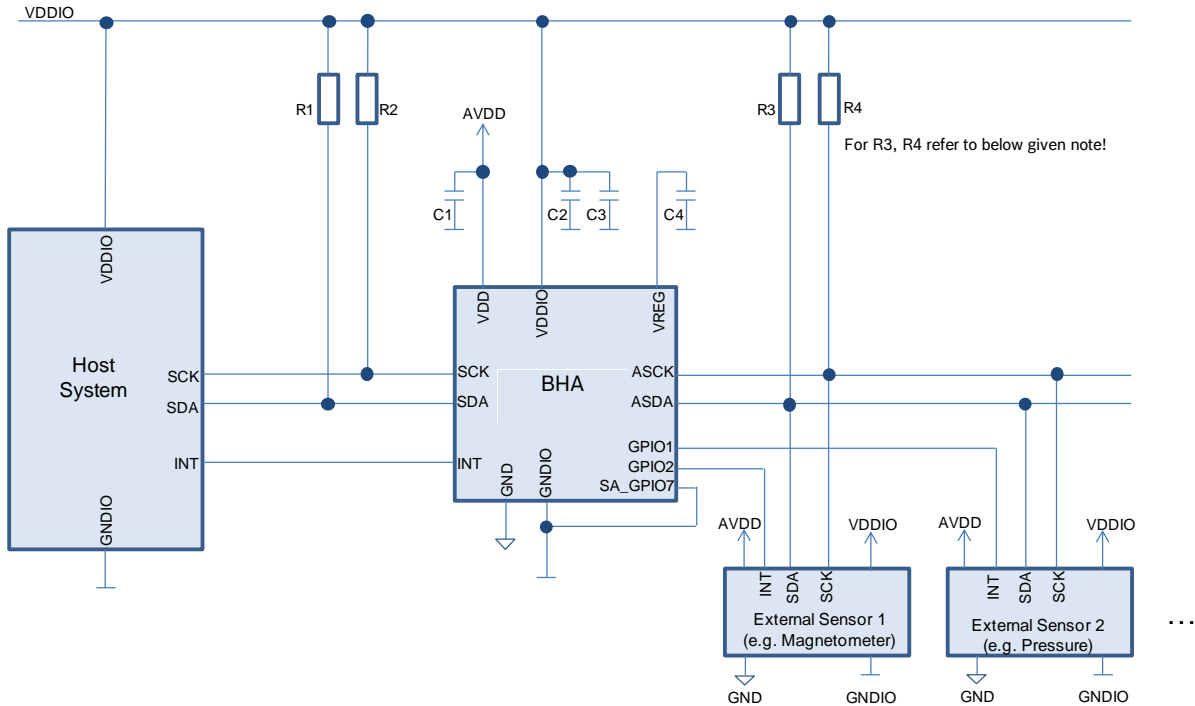 VDDIO
R1
R2
AVDD
R3
R4
For R3, R4 refer to below given note!
C1
C2
C3
C4
VDDIO
Host
System
SCK
SDA
INT
GNDIO
VDD
VDDIO
VREG
SCK
SDA
INT
BHA
ASCK
ASDA
GPIO1
GPIO2
SA_GPIO7
GND
GNDIO
AVDD
VDDIO
INT
SDA
SCK
External Sensor 1
(e.g. Magnetometer)
GND
GNDIO
AVDD
VDDIO
INT
SDA
SCK
External Sensor 2
(e.g. Pressure)
GND
GNDIO
...